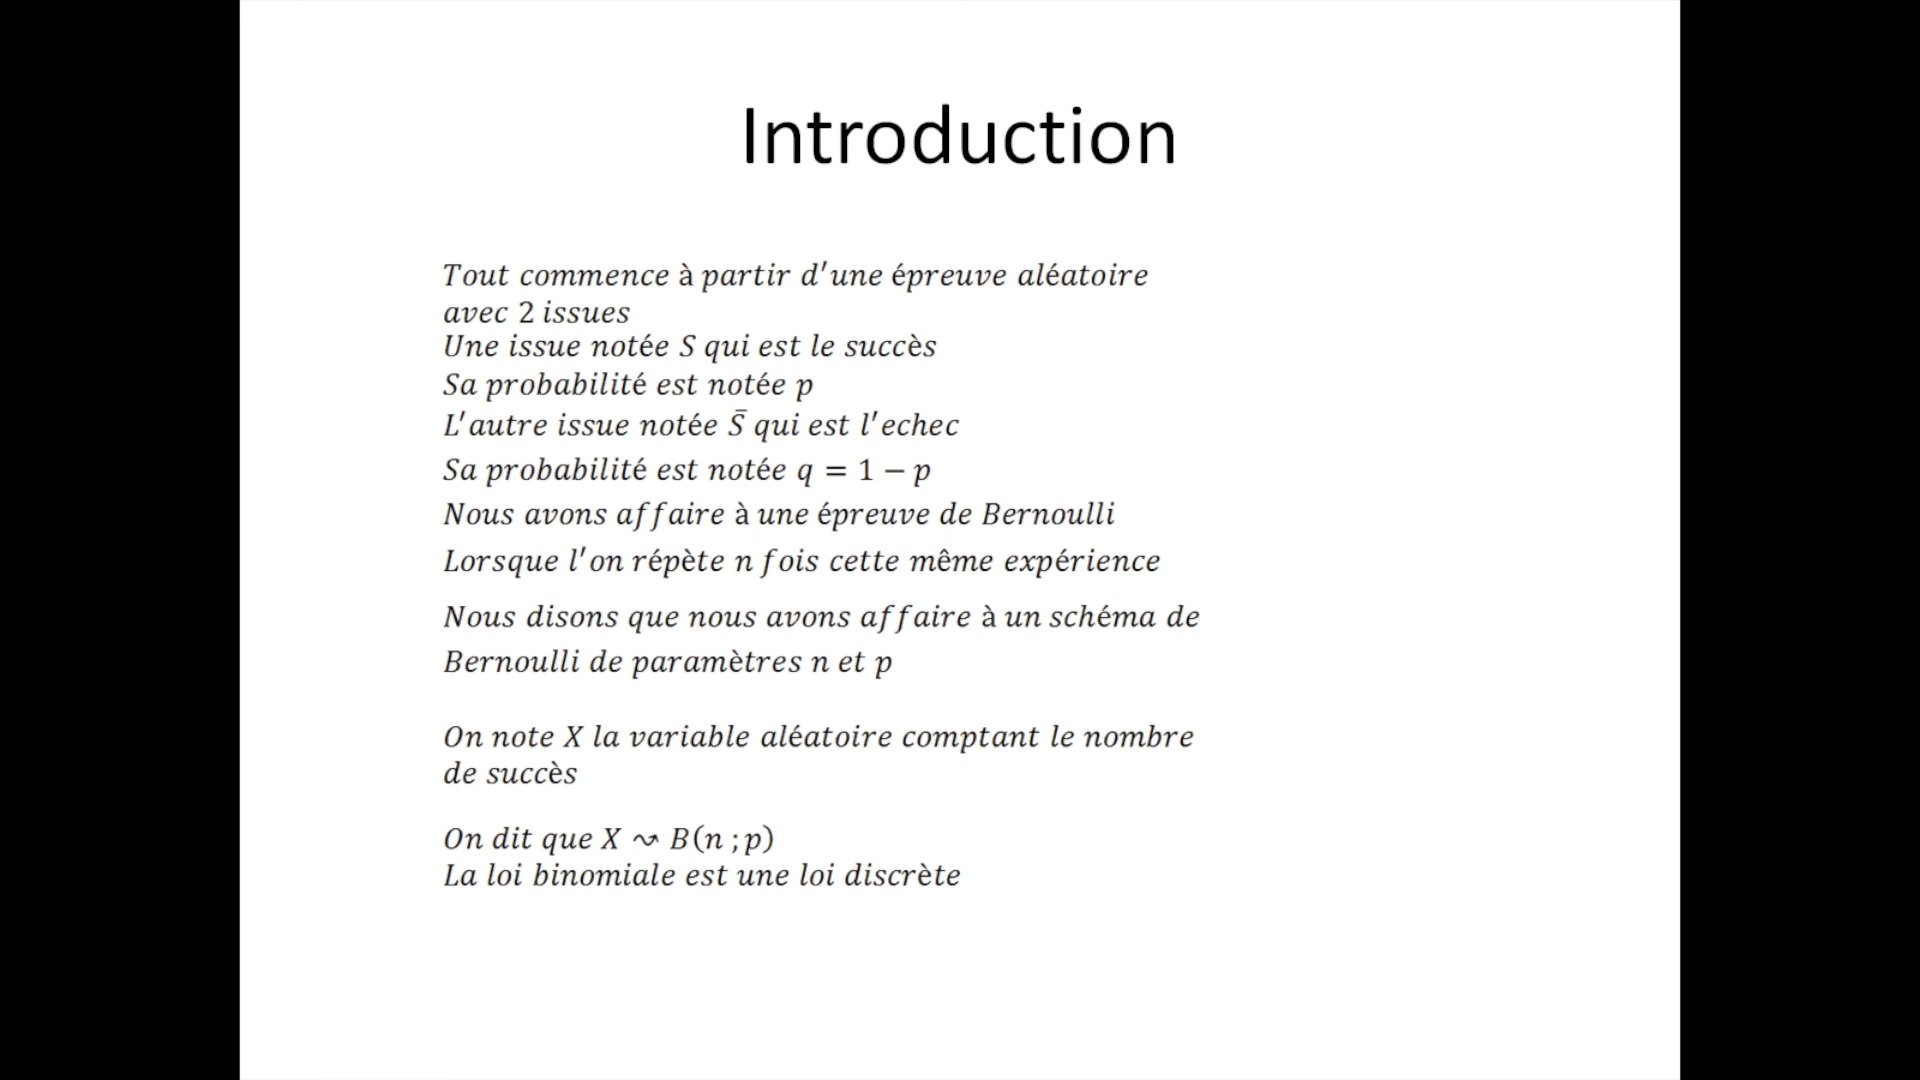 Introduction
Tout commence à partir d'une épreuve aléatoire
avec 2 issues
Une issue notée S qui est le succès
Sa probabilité est notée p
L'autre issue notée S̄ qui est l'echec
Sa probabilité est notée q = 1 − p
Nous avons affaire à une épreuve de Bernoulli
Lorsque l'on répète n fois cette même expérience
Nous disons que nous avons affaire à un schéma de
Bernoulli de paramètres n et p
On note X la variable aléatoire comptant le nombre
de succès
On dit que X ↝ B(n ; p)
La loi binomiale est une loi discrète